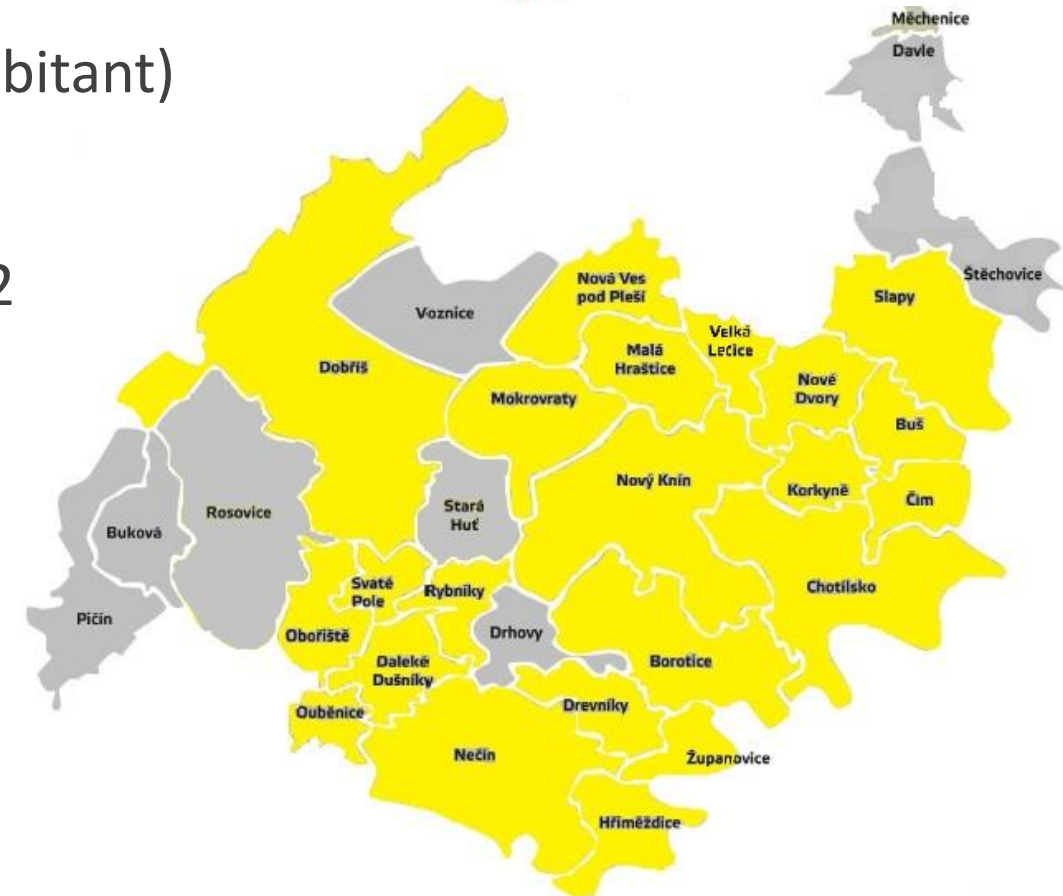 bitant)
2
Měchenice
Davle
Štěchovice
Slapy
Nová Ves
pod Pleší
Voznice
Velká
Lečice
Malá
Hraštice
Dobříš
Mokrovraty
Nové
Dvory
Buš
Nový Knín
Korkyně
Čím
Stará
Huť
Rosovice
Buková
Chotilsko
Svaté
Pole
Rybníky
Pičín
Obořiště
Drhovy
Daleké
Dušníky
Borotice
Drevníky
Ouběnice
Nečín
Županovice
Hřiměždice